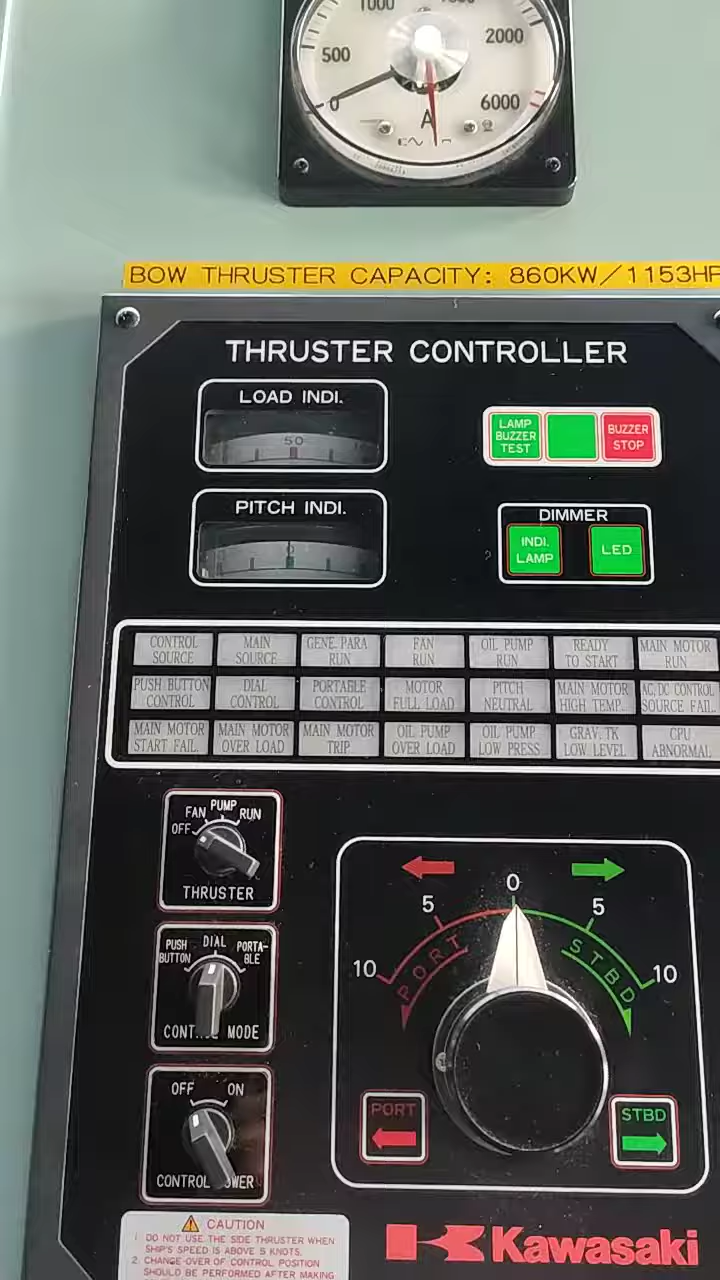 1000
500
2000
0
6000
A
BOW THRUSTER CAPACITY: 860KW/1153HP
THRUSTER CONTROLLER
LOAD INDI.
50
LAMP
BUZZER
TEST
BUZZER
STOP
PITCH INDI.
0
DIMMER
INDI.
LAMP
LED
CONTROL
SOURCE
MAIN
SOURCE
GENE. PARA
RUN
FAN
RUN
OIL PUMP
RUN
READY
TO START
MAIN MOTOR
RUN
PUSH BUTTON
CONTROL
DIAL
CONTROL
PORTABLE
CONTROL
MOTOR
FULL LOAD
PITCH
NEUTRAL
MAIN MOTOR
HIGH TEMP.
AC, DC CONTROL
SOURCE FAIL.
MAIN MOTOR
START FAIL.
MAIN MOTOR
OVER LOAD
MAIN MOTOR
TRIP
OIL PUMP
OVER LOAD
OIL PUMP
LOW PRESS
GRAV. TK
LOW LEVEL
CPU
ABNORMAL
OFF FAN PUMP RUN
THRUSTER
PUSH
BUTTON
DIAL
PORTA-
BLE
MODE
OFF ON
CONTROL
0
5 5
10 10
PORT STBD
PORT
STBD
CAUTION
1. DO NOT USE THE SIDE THRUSTER WHEN
SHIP'S SPEED IS ABOVE 5 KNOTS.
2. CHANGE-OVER OF CONTROL POSITION
SHOULD BE PERFORMED AFTER MAKING
Kawasaki